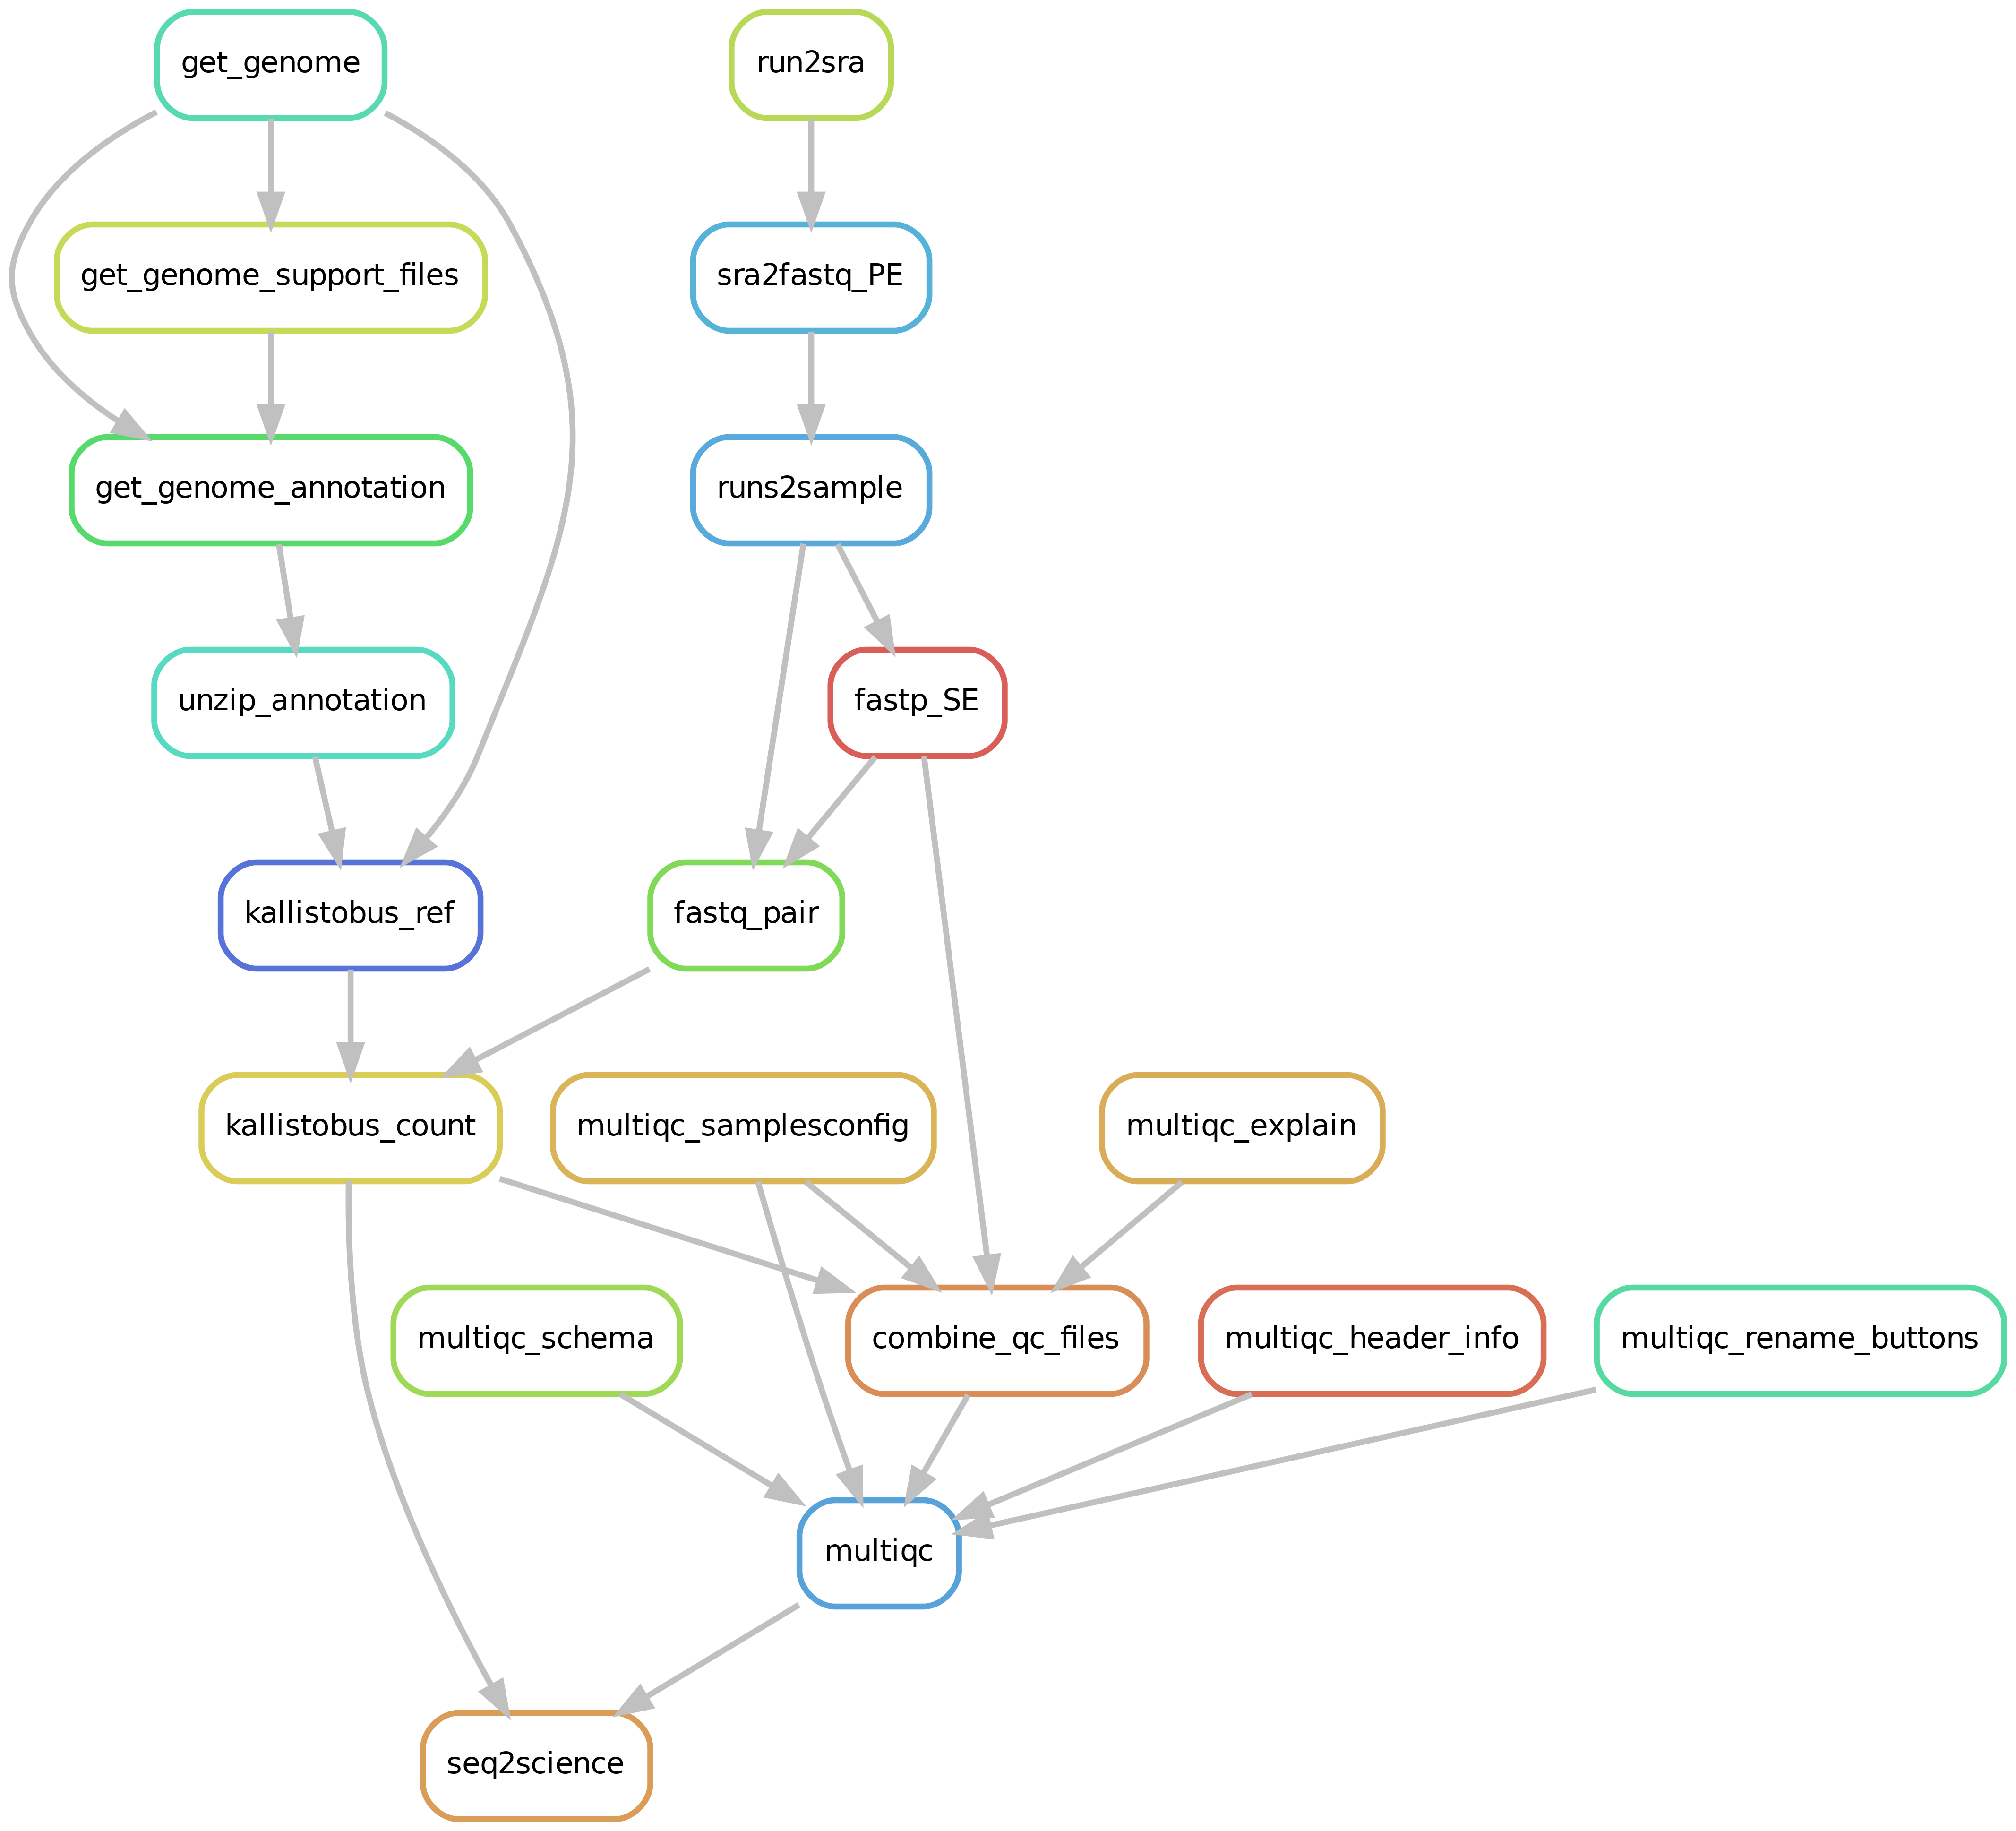 get_genome
run2sra
get_genome_support_files
sra2fastq_PE
get_genome_annotation
runs2sample
unzip_annotation
fastp_SE
kallistobus_ref
fastq_pair
kallistobus_count
multiqc_samplesconfig
multiqc_explain
multiqc_schema
combine_qc_files
multiqc_header_info
multiqc_rename_buttons
multiqc
seq2science